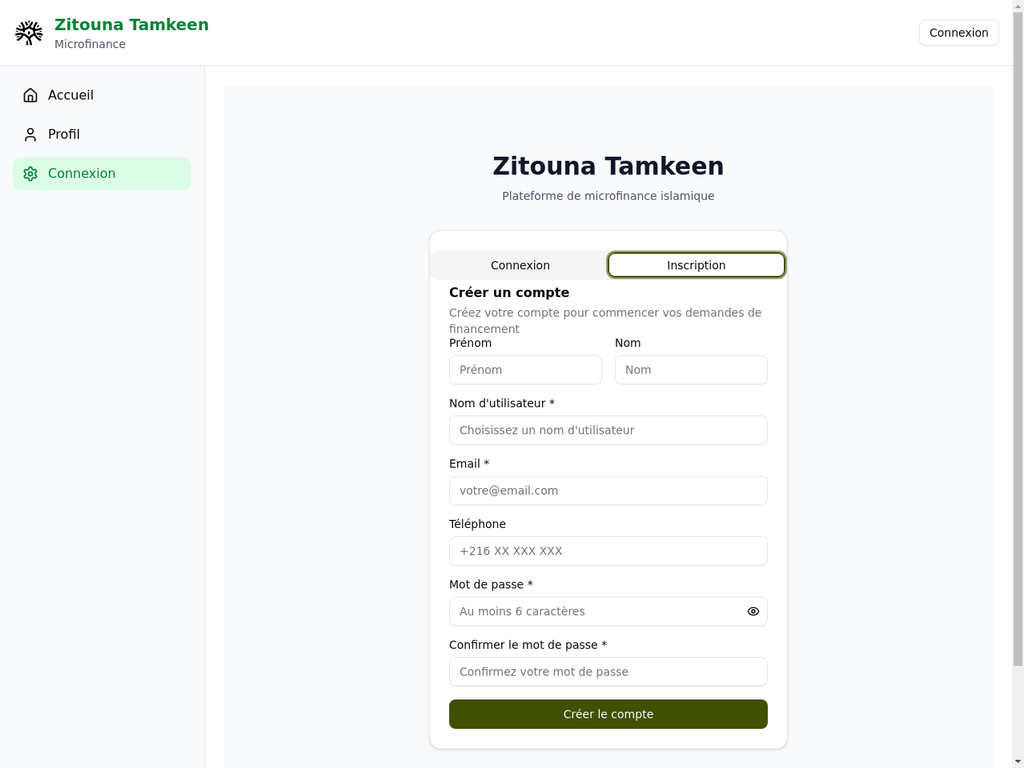 Zitouna Tamkeen
Microfinance
Connexion
Accueil
Profil
Connexion
Zitouna Tamkeen
Plateforme de microfinance islamique
Connexion
Inscription
Créer un compte
Créez votre compte pour commencer vos demandes de
financement
Prénom
Nom
Prénom
Nom
Nom d'utilisateur *
Choisissez un nom d'utilisateur
Email *
votre@email.com
Téléphone
+216 XX XXX XXX
Mot de passe *
Au moins 6 caractères
Confirmer le mot de passe *
Confirmez votre mot de passe
Créer le compte